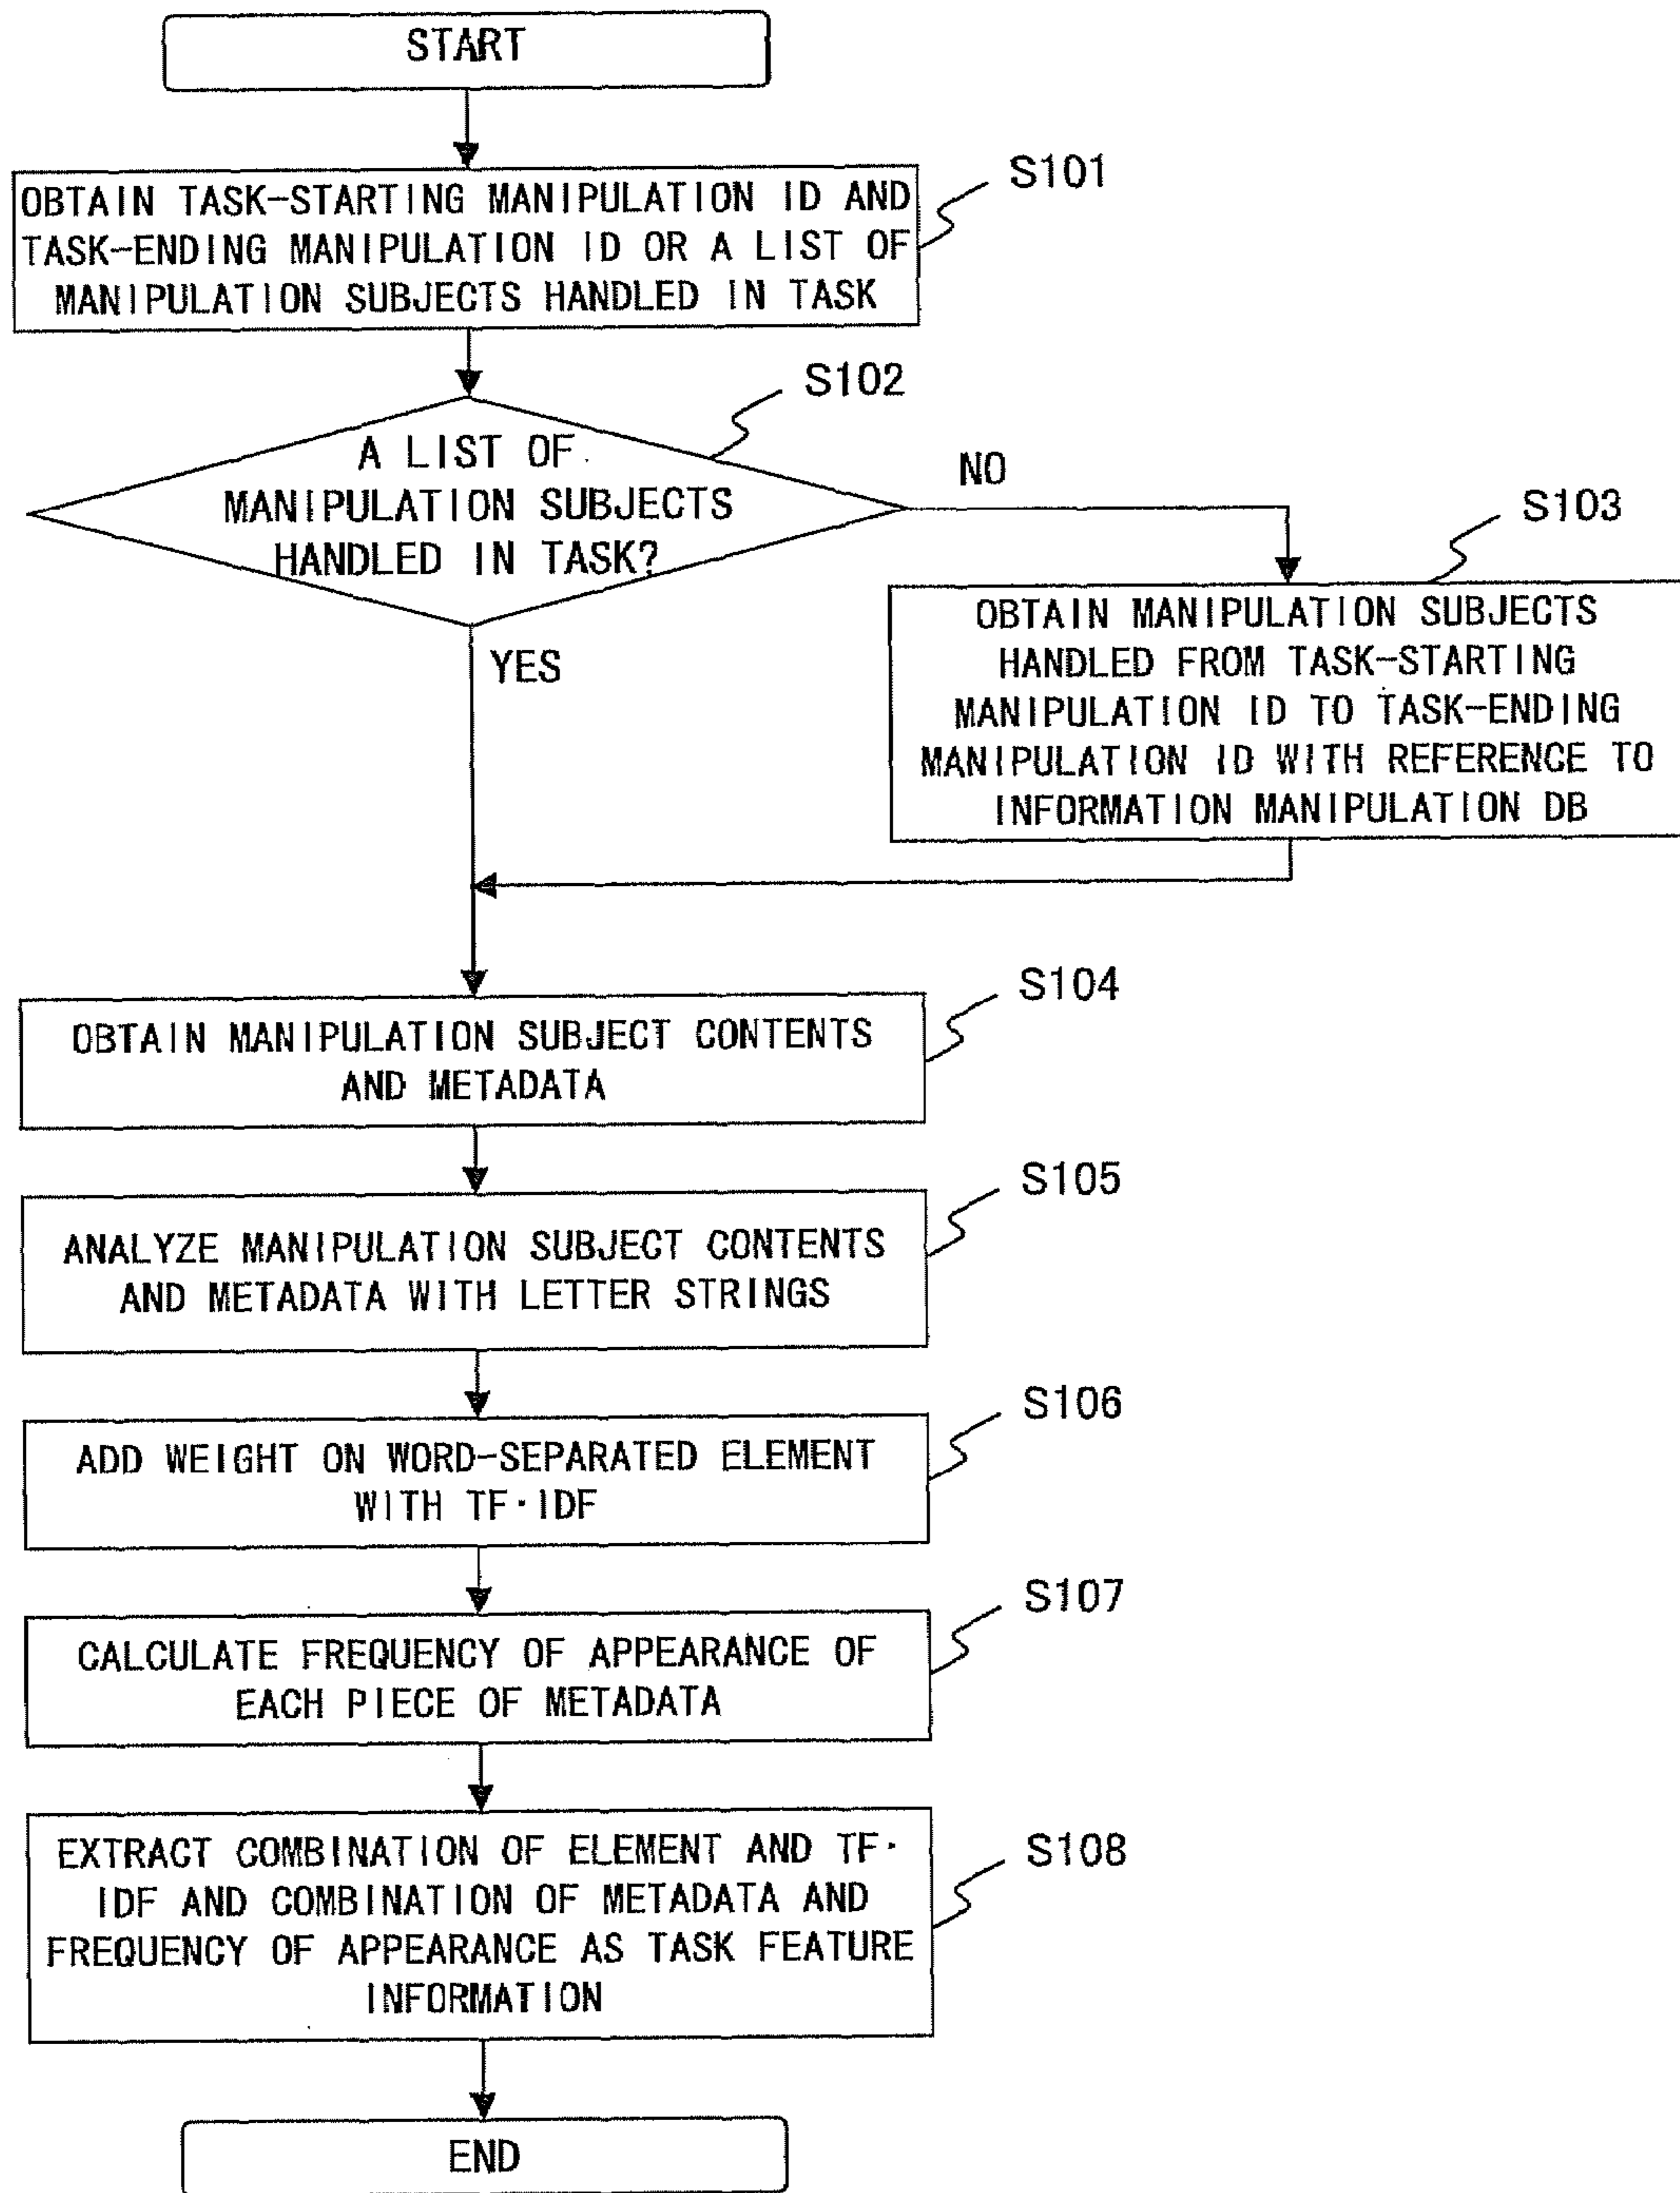 START
S101
OBTAIN TASK-STARTING MANIPULATION ID AND
TASK-ENDING MANIPULATION ID OR A LIST OF
MANIPULATION SUBJECTS HANDLED IN TASK
S102
A LIST OF
MANIPULATION SUBJECTS
HANDLED IN TASK?
NO
YES
S103
OBTAIN MANIPULATION SUBJECTS
HANDLED FROM TASK-STARTING
MANIPULATION ID TO TASK-ENDING
MANIPULATION ID WITH REFERENCE TO
INFORMATION MANIPULATION DB
S104
OBTAIN MANIPULATION SUBJECT CONTENTS
AND METADATA
S105
ANALYZE MANIPULATION SUBJECT CONTENTS
AND METADATA WITH LETTER STRINGS
S106
ADD WEIGHT ON WORD-SEPARATED ELEMENT
WITH TF·IDF
S107
CALCULATE FREQUENCY OF APPEARANCE OF
EACH PIECE OF METADATA
S108
EXTRACT COMBINATION OF ELEMENT AND TF·
IDF AND COMBINATION OF METADATA AND
FREQUENCY OF APPEARANCE AS TASK FEATURE
INFORMATION
END